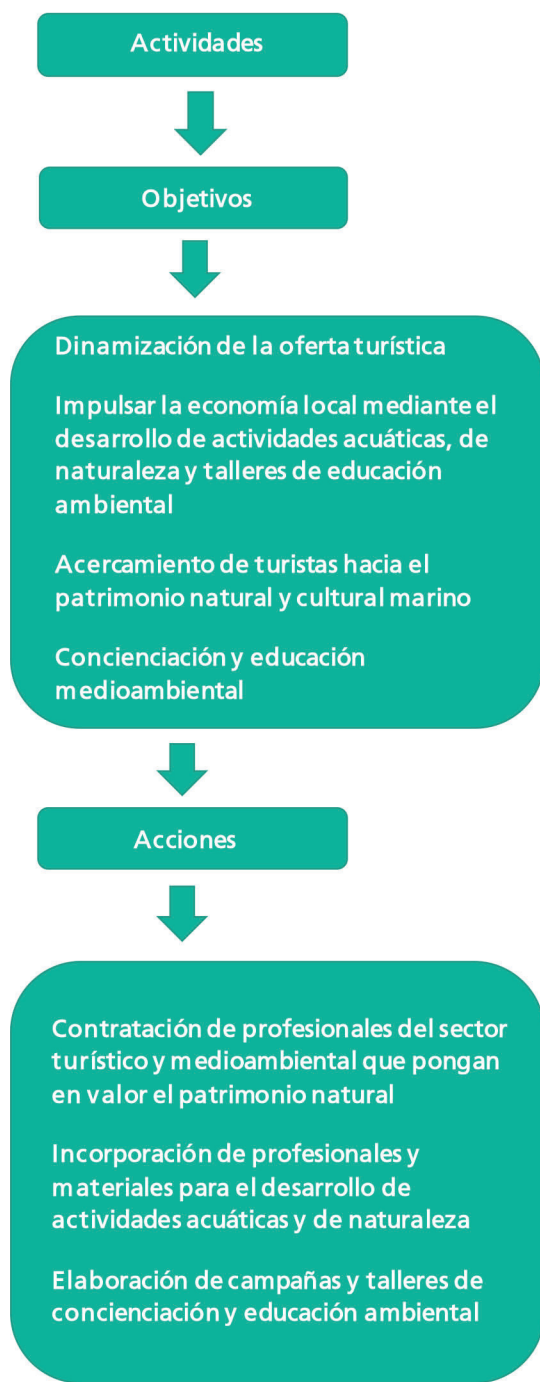 Actividades
Objetivos
Dinamización de la oferta turística
Impulsar la economía local mediante el
desarrollo de actividades acuáticas, de
naturaleza y talleres de educación
ambiental
Acercamiento de turistas hacia el
patrimonio natural y cultural marino
Concienciación y educación
medioambiental
Acciones
Contratación de profesionales del sector
turístico y medioambiental que pongan
en valor el patrimonio natural
Incorporación de profesionales y
materiales para el desarrollo de
actividades acuáticas y de naturaleza
Elaboración de campañas y talleres de
concienciación y educación ambiental